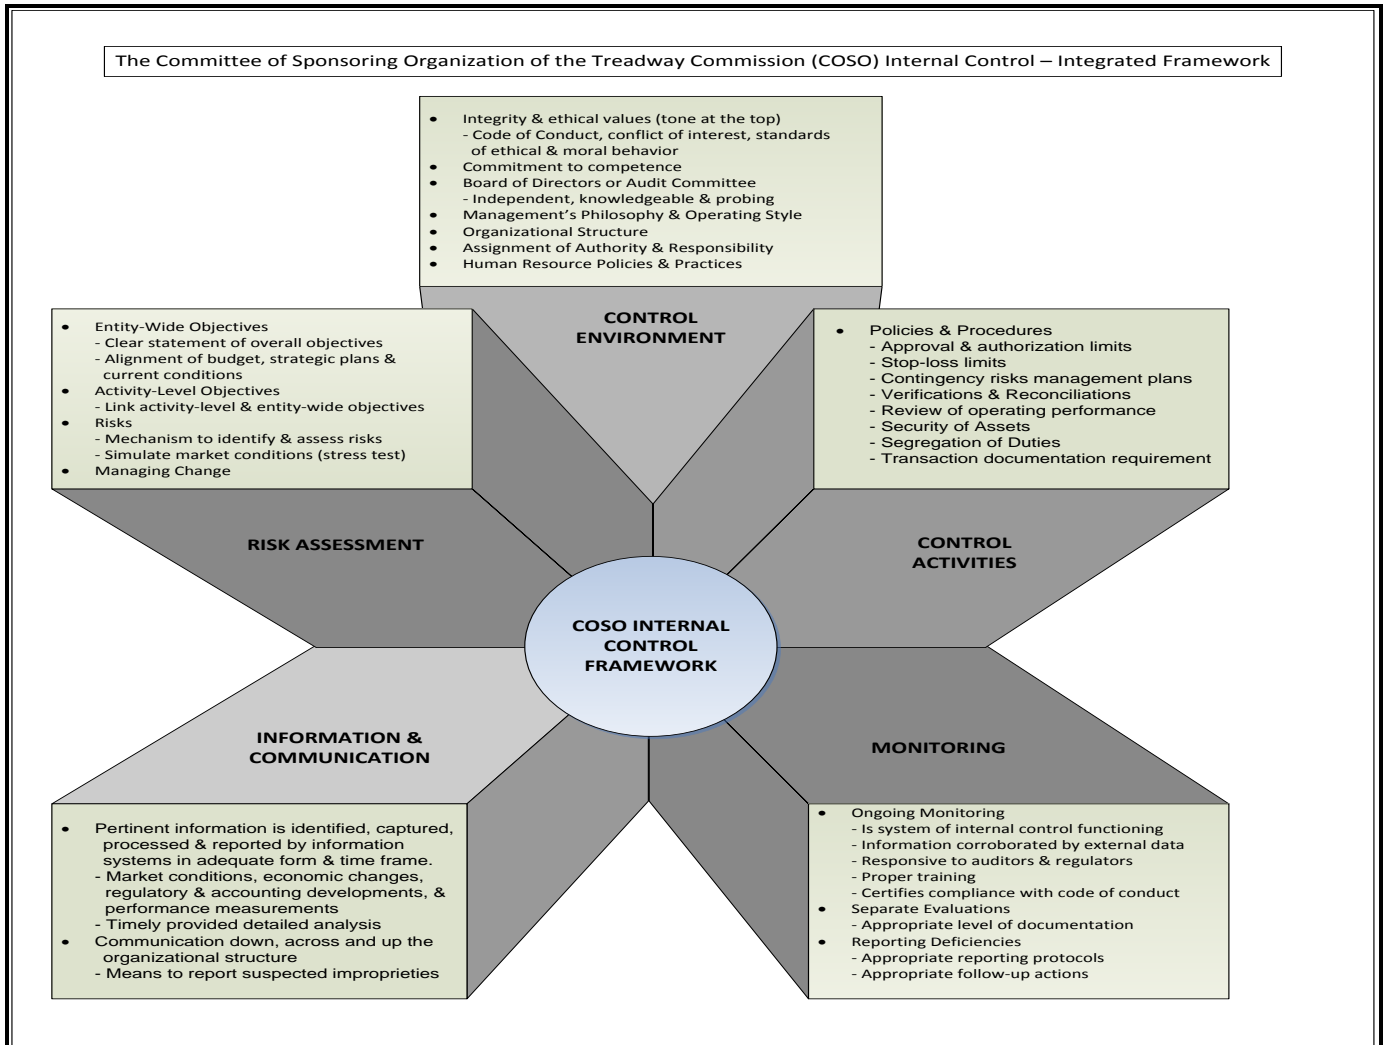 The Committee of Sponsoring Organization of the Treadway Commission (COSO) Internal Control – Integrated Framework
• Integrity & ethical values (tone at the top)
- Code of Conduct, conflict of interest, standards
of ethical & moral behavior
• Commitment to competence
• Board of Directors or Audit Committee
- Independent, knowledgeable & probing
• Management’s Philosophy & Operating Style
• Organizational Structure
• Assignment of Authority & Responsibility
• Human Resource Policies & Practices
CONTROL
ENVIRONMENT
• Entity-Wide Objectives
- Clear statement of overall objectives
- Alignment of budget, strategic plans &
current conditions
• Activity-Level Objectives
- Link activity-level & entity-wide objectives
• Risks
- Mechanism to identify & assess risks
- Simulate market conditions (stress test)
• Managing Change
RISK ASSESSMENT
• Policies & Procedures
- Approval & authorization limits
- Stop-loss limits
- Contingency risks management plans
- Verifications & Reconciliations
- Review of operating performance
- Security of Assets
- Segregation of Duties
- Transaction documentation requirement
CONTROL
ACTIVITIES
COSO INTERNAL
CONTROL
FRAMEWORK
INFORMATION &
COMMUNICATION
• Pertinent information is identified, captured,
processed & reported by information
systems in adequate form & time frame.
- Market conditions, economic changes,
regulatory & accounting developments, &
performance measurements
- Timely provided detailed analysis
• Communication down, across and up the
organizational structure
- Means to report suspected improprieties
MONITORING
• Ongoing Monitoring
- Is system of internal control functioning
- Information corroborated by external data
- Responsive to auditors & regulators
- Proper training
- Certifies compliance with code of conduct
• Separate Evaluations
- Appropriate level of documentation
• Reporting Deficiencies
- Appropriate reporting protocols
- Appropriate follow-up actions